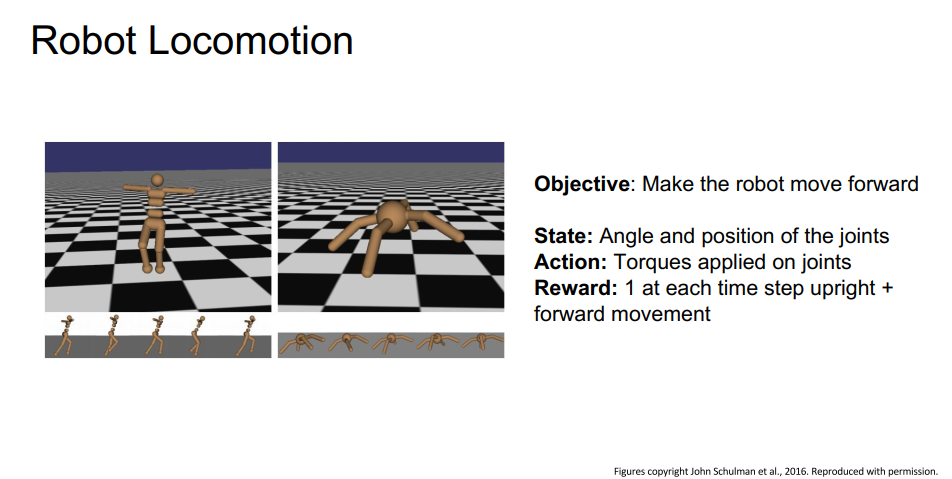 Robot Locomotion
Objective: Make the robot move forward
State: Angle and position of the joints
Action: Torques applied on joints
Reward: 1 at each time step upright +
forward movement
Figures copyright John Schulman et al., 2016. Reproduced with permission.